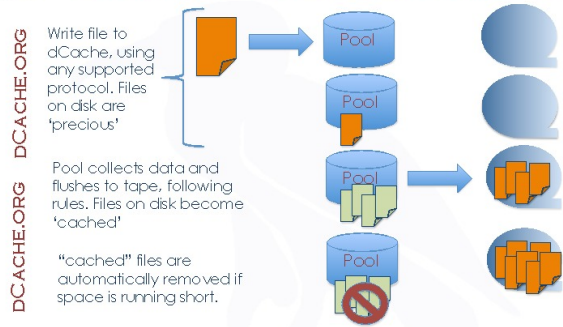 DCACHE.ORG
DCACHE.ORG
Write file to
dCache, using
any supported
protocol. Files
on disk are
‘precious’
Pool
Pool
Pool collects data and
flushes to tape, following
rules. Files on disk become
‘cached’
Pool
“cached” files are
automatically removed if
space is running short.
Pool